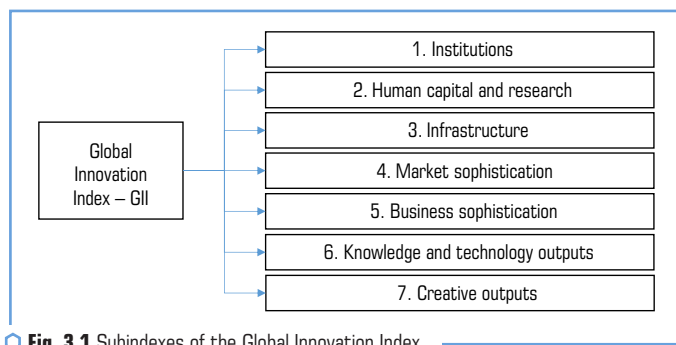 1. Institutions
2. Human capital and research
3. Infrastructure
Global
Innovation
Index – GII
4. Market sophistication
5. Business sophistication
6. Knowledge and technology outputs
7. Creative outputs
Fig. 3.1 Subindexes of the Global Innovation Index